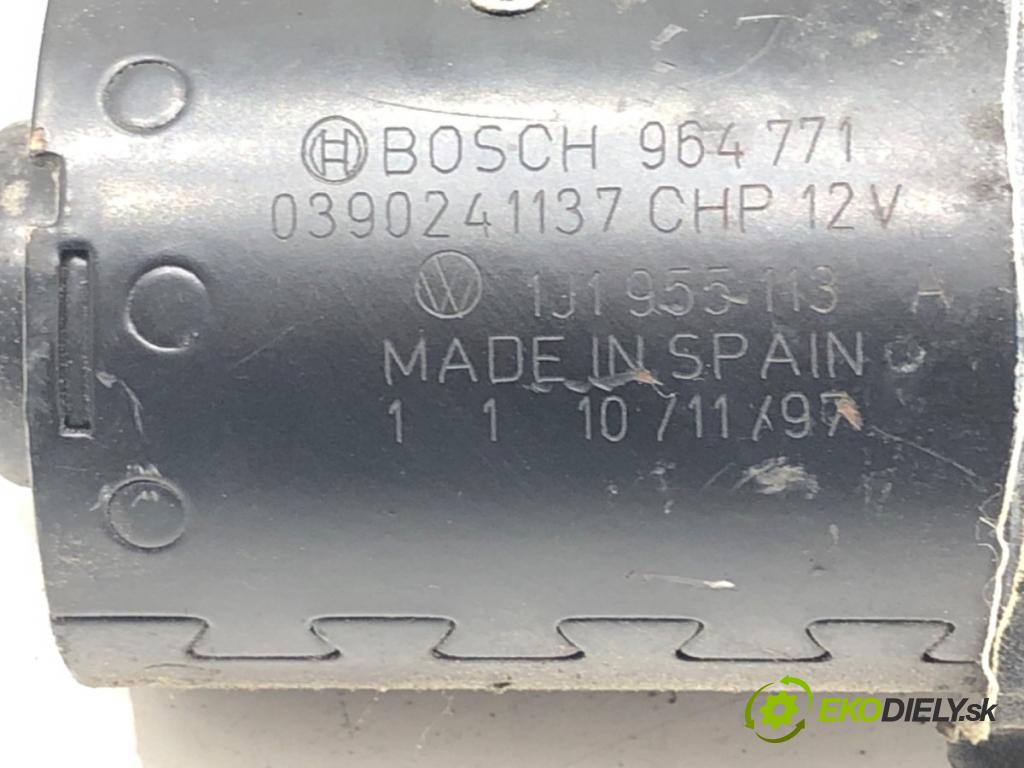 BOSCH 964 771
0390241137 CHP 12V
VW 1J1 955 113 A
MADE IN SPAIN
1 1 10/11/97
EKODIELY.sk